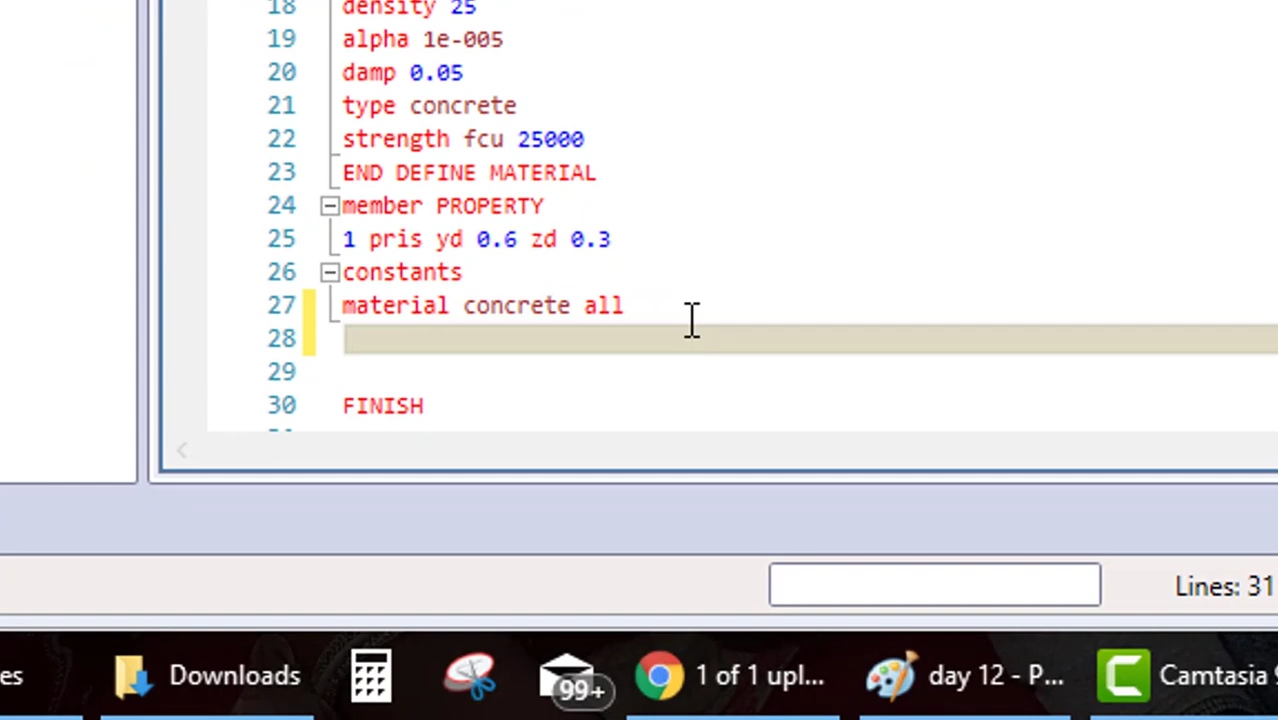 18 density 25
19 alpha 1e-005
20 damp 0.05
21 type concrete
22 strength fcu 25000
23 END DEFINE MATERIAL
24 member PROPERTY
25 1 pris yd 0.6 zd 0.3
26 constants
27 material concrete all
28
29
30 FINISH
Lines: 31
es Downloads 99+ 1 of 1 upl... day 12 - P... Camtasia 9